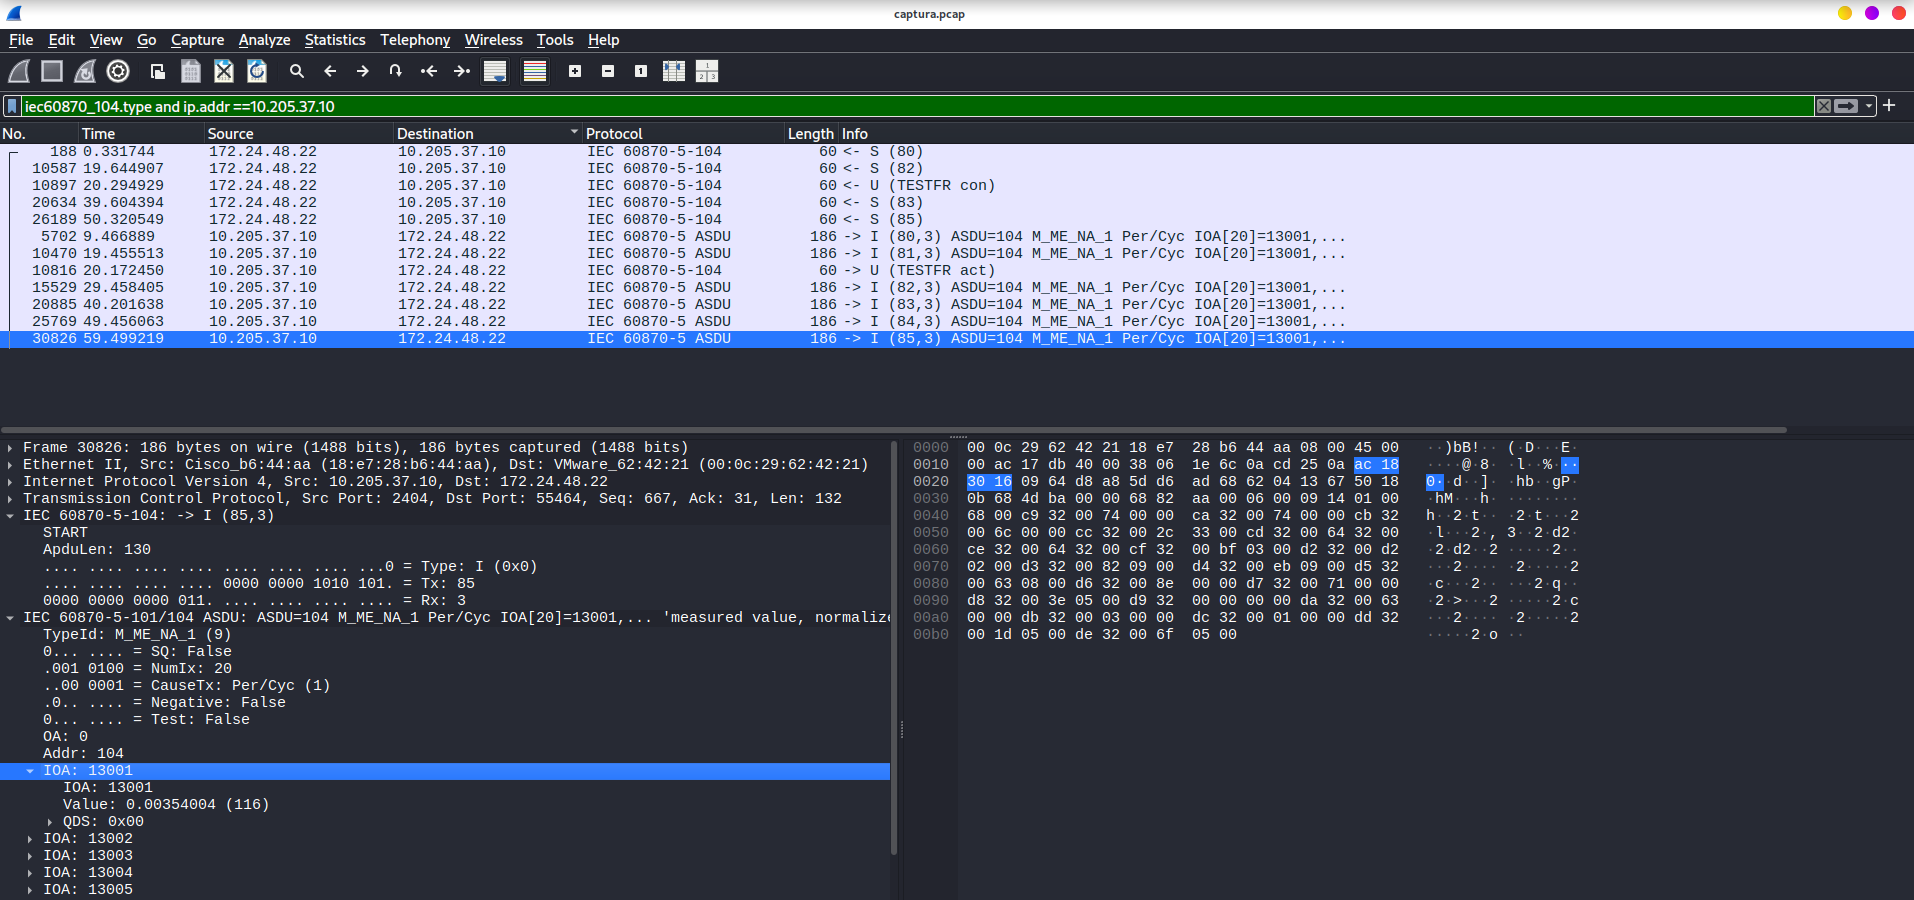 captura.pcap
File Edit View Go Capture Analyze Statistics Telephony Wireless Tools Help
iec60870_104.type and ip.addr ==10.205.37.10
No. Time Source Destination Protocol Length Info
188 0.331744 172.24.48.22 10.205.37.10 IEC 60870-5-104 60 <- S (80)
10587 19.644907 172.24.48.22 10.205.37.10 IEC 60870-5-104 60 <- S (82)
10897 20.294929 172.24.48.22 10.205.37.10 IEC 60870-5-104 60 <- U (TESTFR con)
20634 39.604394 172.24.48.22 10.205.37.10 IEC 60870-5-104 60 <- S (83)
26189 50.320549 172.24.48.22 10.205.37.10 IEC 60870-5-104 60 <- S (85)
5702 9.466889 10.205.37.10 172.24.48.22 IEC 60870-5 ASDU 186 -> I (80,3) ASDU=104 M_ME_NA_1 Per/Cyc IOA[20]=13001,...
10470 19.455513 10.205.37.10 172.24.48.22 IEC 60870-5 ASDU 186 -> I (81,3) ASDU=104 M_ME_NA_1 Per/Cyc IOA[20]=13001,...
10816 20.172450 10.205.37.10 172.24.48.22 IEC 60870-5-104 60 -> U (TESTFR act)
15529 29.458405 10.205.37.10 172.24.48.22 IEC 60870-5 ASDU 186 -> I (82,3) ASDU=104 M_ME_NA_1 Per/Cyc IOA[20]=13001,...
20885 40.201638 10.205.37.10 172.24.48.22 IEC 60870-5 ASDU 186 -> I (83,3) ASDU=104 M_ME_NA_1 Per/Cyc IOA[20]=13001,...
25769 49.456063 10.205.37.10 172.24.48.22 IEC 60870-5 ASDU 186 -> I (84,3) ASDU=104 M_ME_NA_1 Per/Cyc IOA[20]=13001,...
30826 59.499219 10.205.37.10 172.24.48.22 IEC 60870-5 ASDU 186 -> I (85,3) ASDU=104 M_ME_NA_1 Per/Cyc IOA[20]=13001,...
Frame 30826: 186 bytes on wire (1488 bits), 186 bytes captured (1488 bits)
Ethernet II, Src: Cisco_b6:44:aa (18:e7:28:b6:44:aa), Dst: VMware_62:42:21 (00:0c:29:62:42:21)
Internet Protocol Version 4, Src: 10.205.37.10, Dst: 172.24.48.22
Transmission Control Protocol, Src Port: 2404, Dst Port: 55464, Seq: 667, Ack: 31, Len: 132
IEC 60870-5-104: -> I (85,3)
START
ApduLen: 130
.... .... .... .... .... .... .... ...0 = Type: I (0x0)
.... .... .... .... 0000 0000 1010 101. = Tx: 85
0000 0000 0000 011. .... .... .... .... = Rx: 3
IEC 60870-5-101/104 ASDU: ASDU=104 M_ME_NA_1 Per/Cyc IOA[20]=13001,... 'measured value, normalize
TypeId: M_ME_NA_1 (9)
0... .... = SQ: False
.001 0100 = NumIx: 20
..00 0001 = CauseTx: Per/Cyc (1)
.0.. .... = Negative: False
0... .... = Test: False
OA: 0
Addr: 104
IOA: 13001
IOA: 13001
Value: 0.00354004 (116)
QDS: 0x00
IOA: 13002
IOA: 13003
IOA: 13004
IOA: 13005
0000 00 0c 29 62 42 21 18 e7 28 b6 44 aa 08 00 45 00 ··)bB!·· (·D···E·
0010 00 ac 17 db 40 00 38 06 1e 6c 0a cd 25 0a ac 18 ····@·8· ·l··%···
0020 30 16 09 64 d8 a8 5d d6 ad 68 62 04 13 67 50 18 0··d··]· ·hb··gP·
0030 0b 68 4d ba 00 00 68 82 aa 00 06 00 09 14 01 00 ·hM···h· ········
0040 68 00 c9 32 00 74 00 00 ca 32 00 74 00 00 cb 32 h··2·t·· ·2·t···2
0050 00 6c 00 00 cc 32 00 2c 33 00 cd 32 00 64 32 00 ·l···2·, 3··2·d2·
0060 ce 32 00 64 32 00 cf 32 00 bf 03 00 d2 32 00 d2 ·2·d2··2 ·····2··
0070 02 00 d3 32 00 82 09 00 d4 32 00 eb 09 00 d5 32 ···2···· ·2·····2
0080 00 63 08 00 d6 32 00 8e 00 00 d7 32 00 71 00 00 ·c···2·· ···2·q··
0090 d8 32 00 3e 05 00 d9 32 00 00 00 00 da 32 00 63 ·2·>···2 ·····2·c
00a0 00 00 db 32 00 03 00 00 dc 32 00 01 00 00 dd 32 ···2···· ·2·····2
00b0 00 1d 05 00 de 32 00 6f 05 00 ·····2·o ··